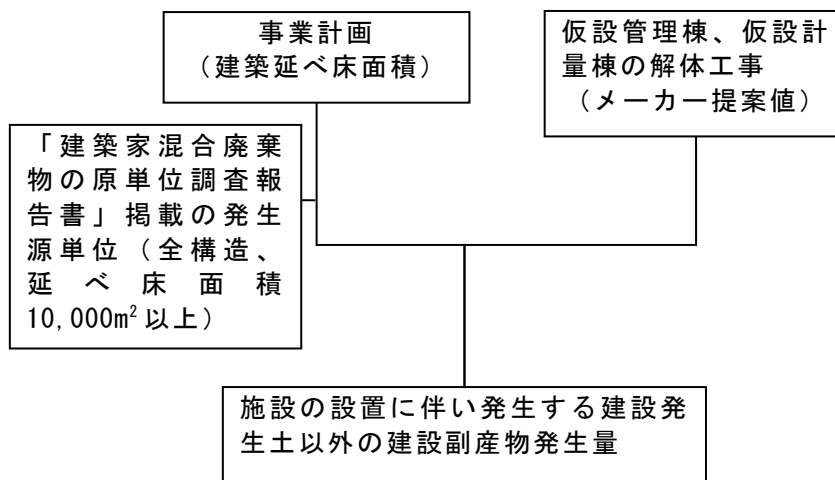 事業計画
（建築延べ床面積）
仮設管理棟、仮設計
量棟の解体工事
（メーカー提案値）
「建築家混合廃棄
物の原単位調査報
告書」掲載の発生
源単位（全構造、
延べ床面積
10,000m²以上）
施設の設置に伴い発生する建設発
生土以外の建設副産物発生量